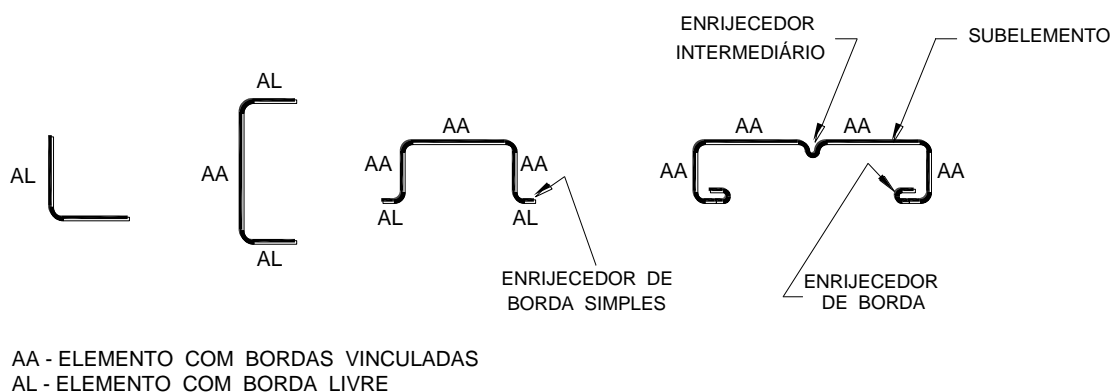 AL
AL
AA
AL
AA
AA
AA
AL
AL
ENRIJECEDOR DE
BORDA SIMPLES
ENRIJECEDOR
INTERMEDIÁRIO
SUBELEMENTO
AA
AA
AA
AA
ENRIJECEDOR
DE BORDA
AA - ELEMENTO COM BORDAS VINCULADAS
AL - ELEMENTO COM BORDA LIVRE